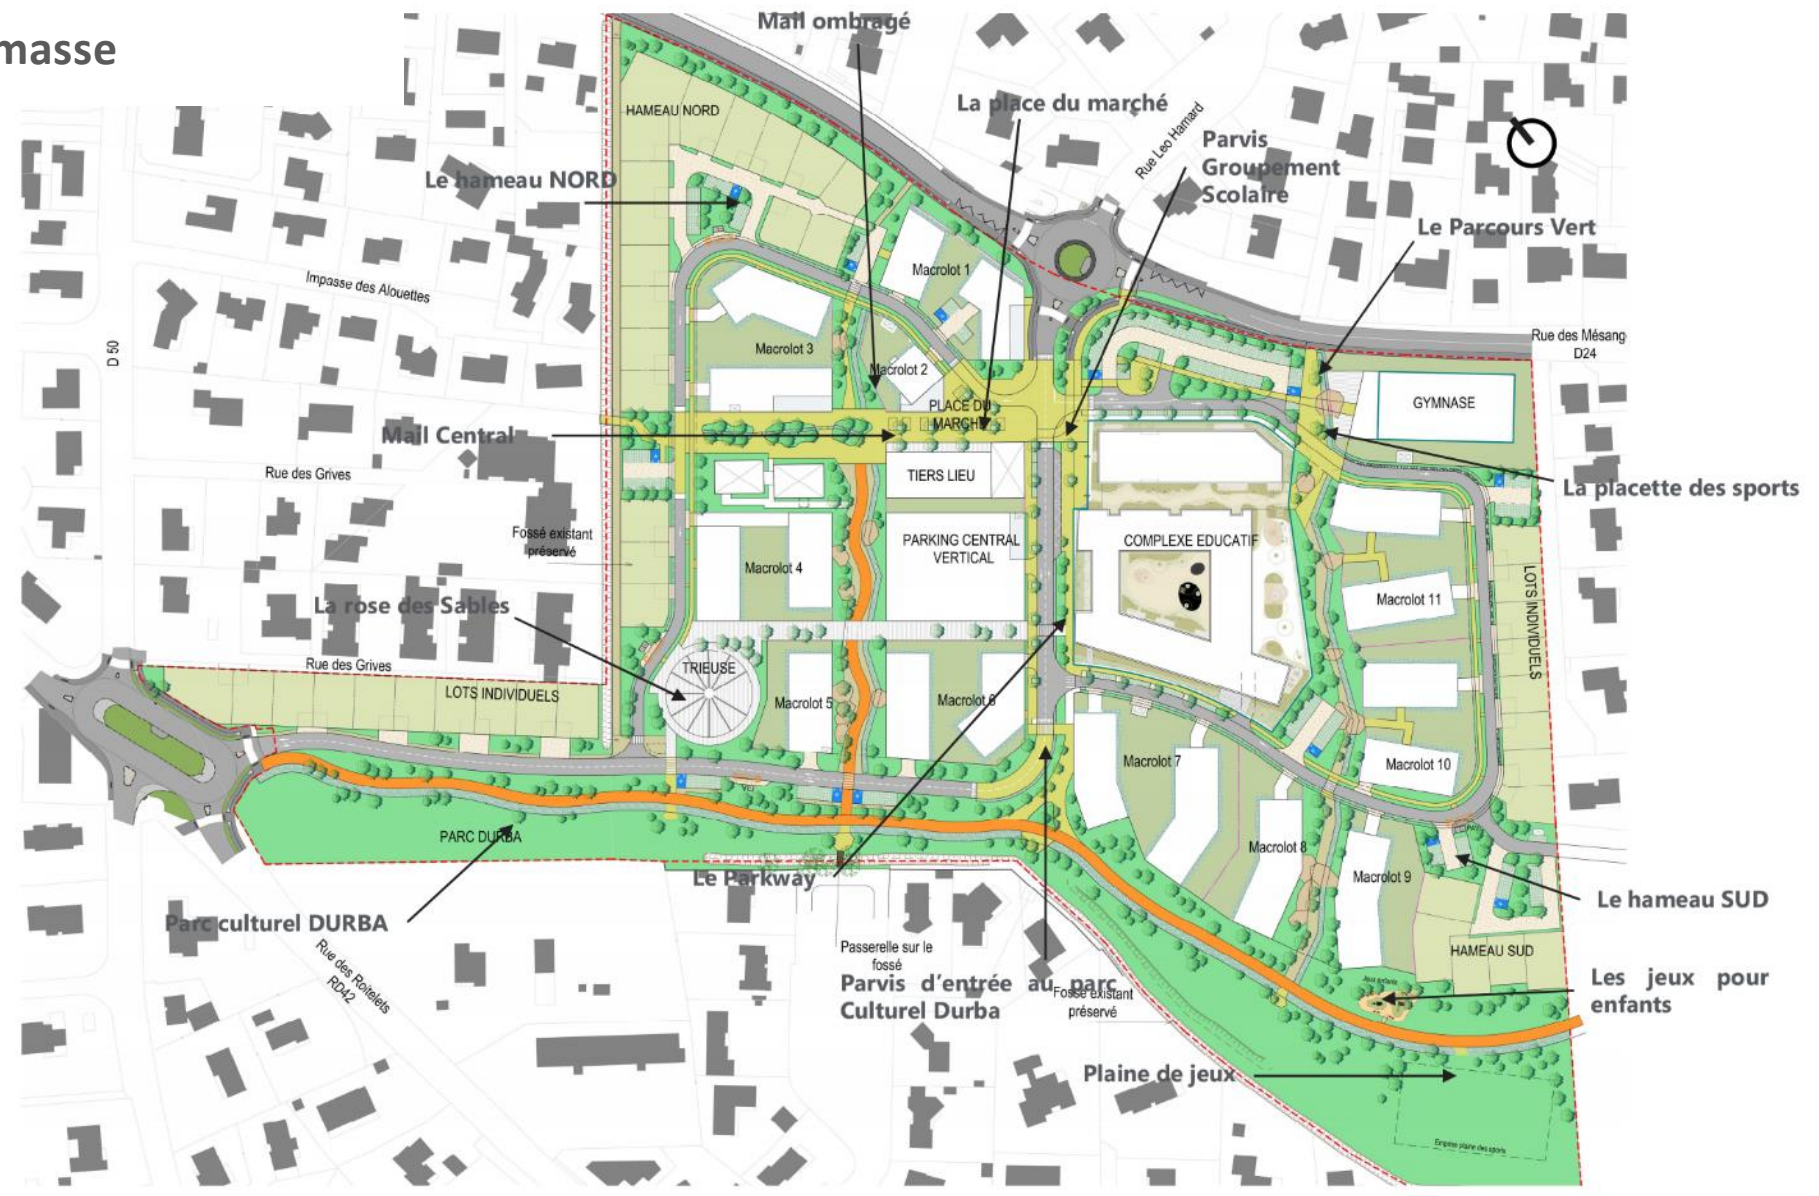 masse
Mail ombragé
La place du marché
Rue Leo Hamard
Parvis
Groupement
Scolaire
HAMEAU NORD
Le hameau NORD
Le Parcours Vert
Macrolot 1
Impasse des Alouettes
Rue des Mésang
D24
D 50
Macrolot 3
Macrolot 2
PLACE DU
MARCHE
GYMNASE
Mail Central
Rue des Grives
TIERS LIEU
La placette des sports
Fossé existant
préservé
PARKING CENTRAL
VERTICAL
COMPLEXE EDUCATIF
Macrolot 4
Macrolot 11
LOTS INDIVIDUELS
La rose des Sables
Rue des Grives
TRIEUSE
LOTS INDIVIDUELS
Macrolot 5
Macrolot 6
Macrolot 7
Macrolot 10
PARC DURBA
Macrolot 8
Macrolot 9
Le Parkway
Le hameau SUD
Parc culturel DURBA
Rue des Roitelets
RD42
Passerelle sur le
fossé
HAMEAU SUD
Parvis d'entrée au parc
Culturel Durba
Fossé existant
préservé
Jeux enfants
Les jeux pour
enfants
Plaine de jeux
Emprise plaine des sports